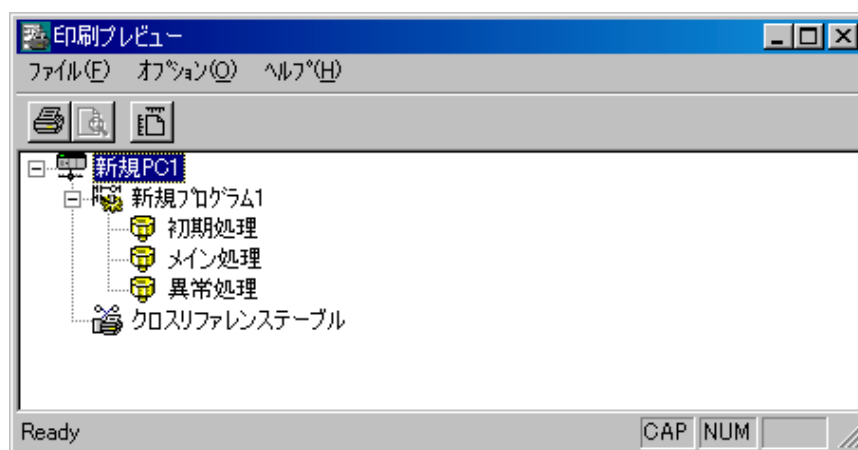 印刷プレビュー
ファイル(F) オプション(O) ヘルプ(H)
新規PC1
新規プログラム1
初期処理
メイン処理
異常処理
クロスリファレンステーブル
Ready CAP NUM